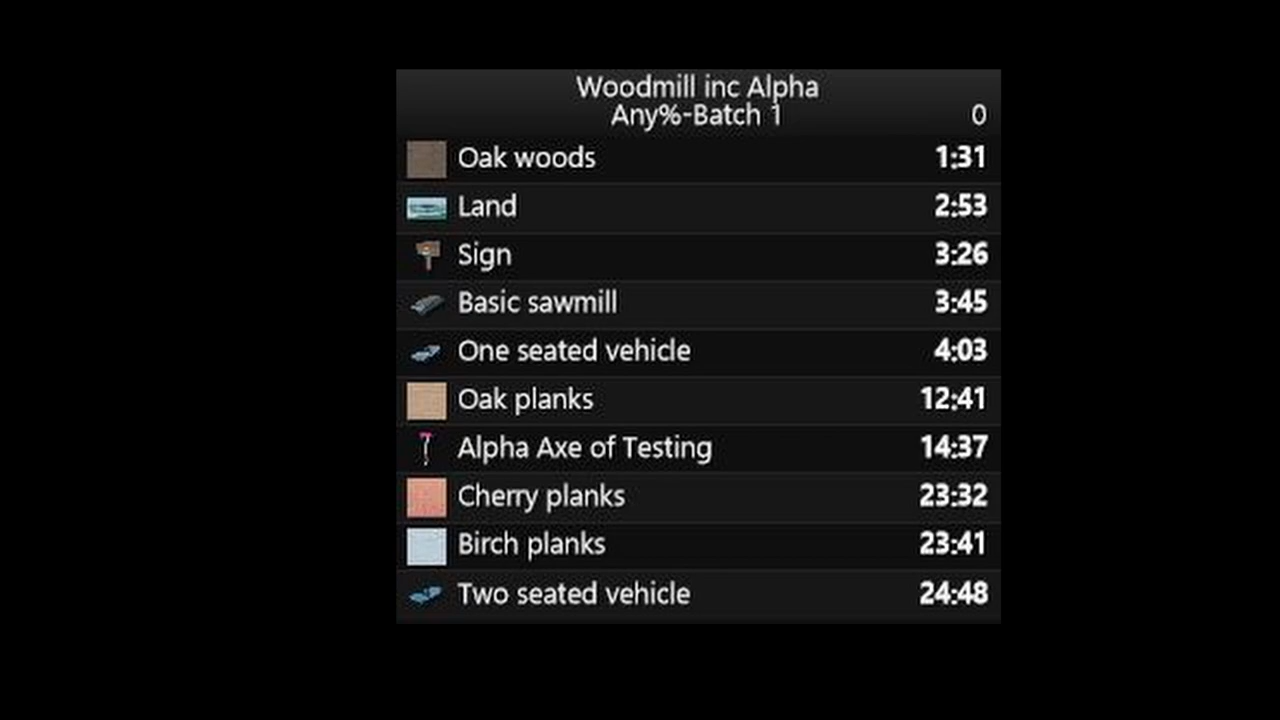 Woodmill inc Alpha
Any%-Batch 1 0
Oak woods 1:31
Land 2:53
Sign 3:26
Basic sawmill 3:45
One seated vehicle 4:03
Oak planks 12:41
Alpha Axe of Testing 14:37
Cherry planks 23:32
Birch planks 23:41
Two seated vehicle 24:48